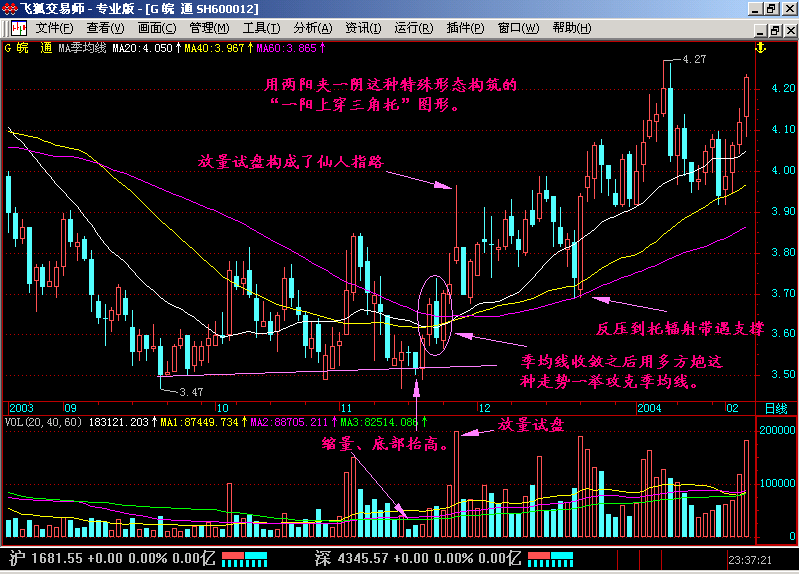 飞狐交易师 - 专业版 - [G 皖 通 SH600012]
文件(F) 查看(V) 画面(C) 管理(M) 工具(T) 分析(A) 资讯(I) 运行(R) 插件(P) 窗口(W) 帮助(H)
G 皖 通 MA季均线 MA20:4.050↑ MA40:3.967↑ MA60:3.865↑
4.27
用两阳夹一阴这种特殊形态构筑的
“一阳上穿三角托”图形。
4.20
4.10
放量试盘构成了仙人指路
4.00
3.90
3.80
3.70
反压到托辐射带遇支撑
3.60
季均线收敛之后用多方炮这
种走势一举攻克季均线。
3.50
3.47
2003 09 10 11 12 2004 02 日线
VOL(20,40,60) 183121.203↑ MA1:87449.734↑ MA2:88705.211↑ MA3:82514.086↑
放量试盘
200000
缩量、底部抬高。
100000
0
沪 1681.55 +0.00 0.00% 0.00亿 深 4345.57 +0.00 0.00% 0.00亿 23:37:21